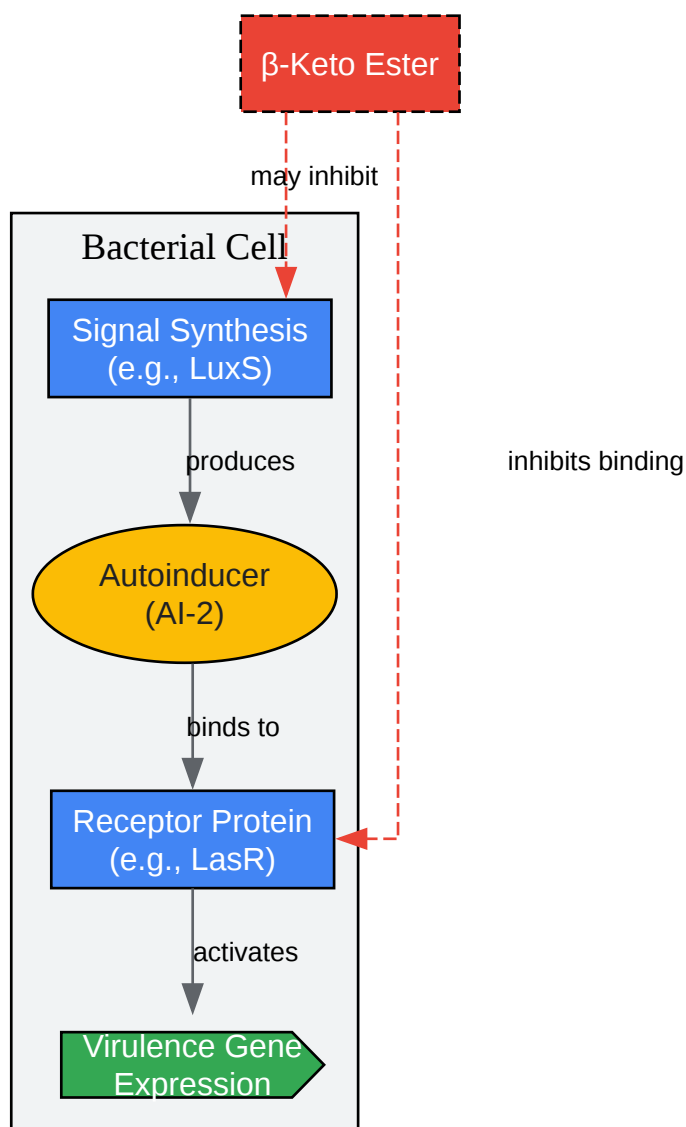 β-Keto Ester
may inhibit
Bacterial Cell
Signal Synthesis
(e.g., LuxS)
produces
inhibits binding
Autoinducer
(AI-2)
binds to
Receptor Protein
(e.g., LasR)
activates
Virulence Gene
Expression